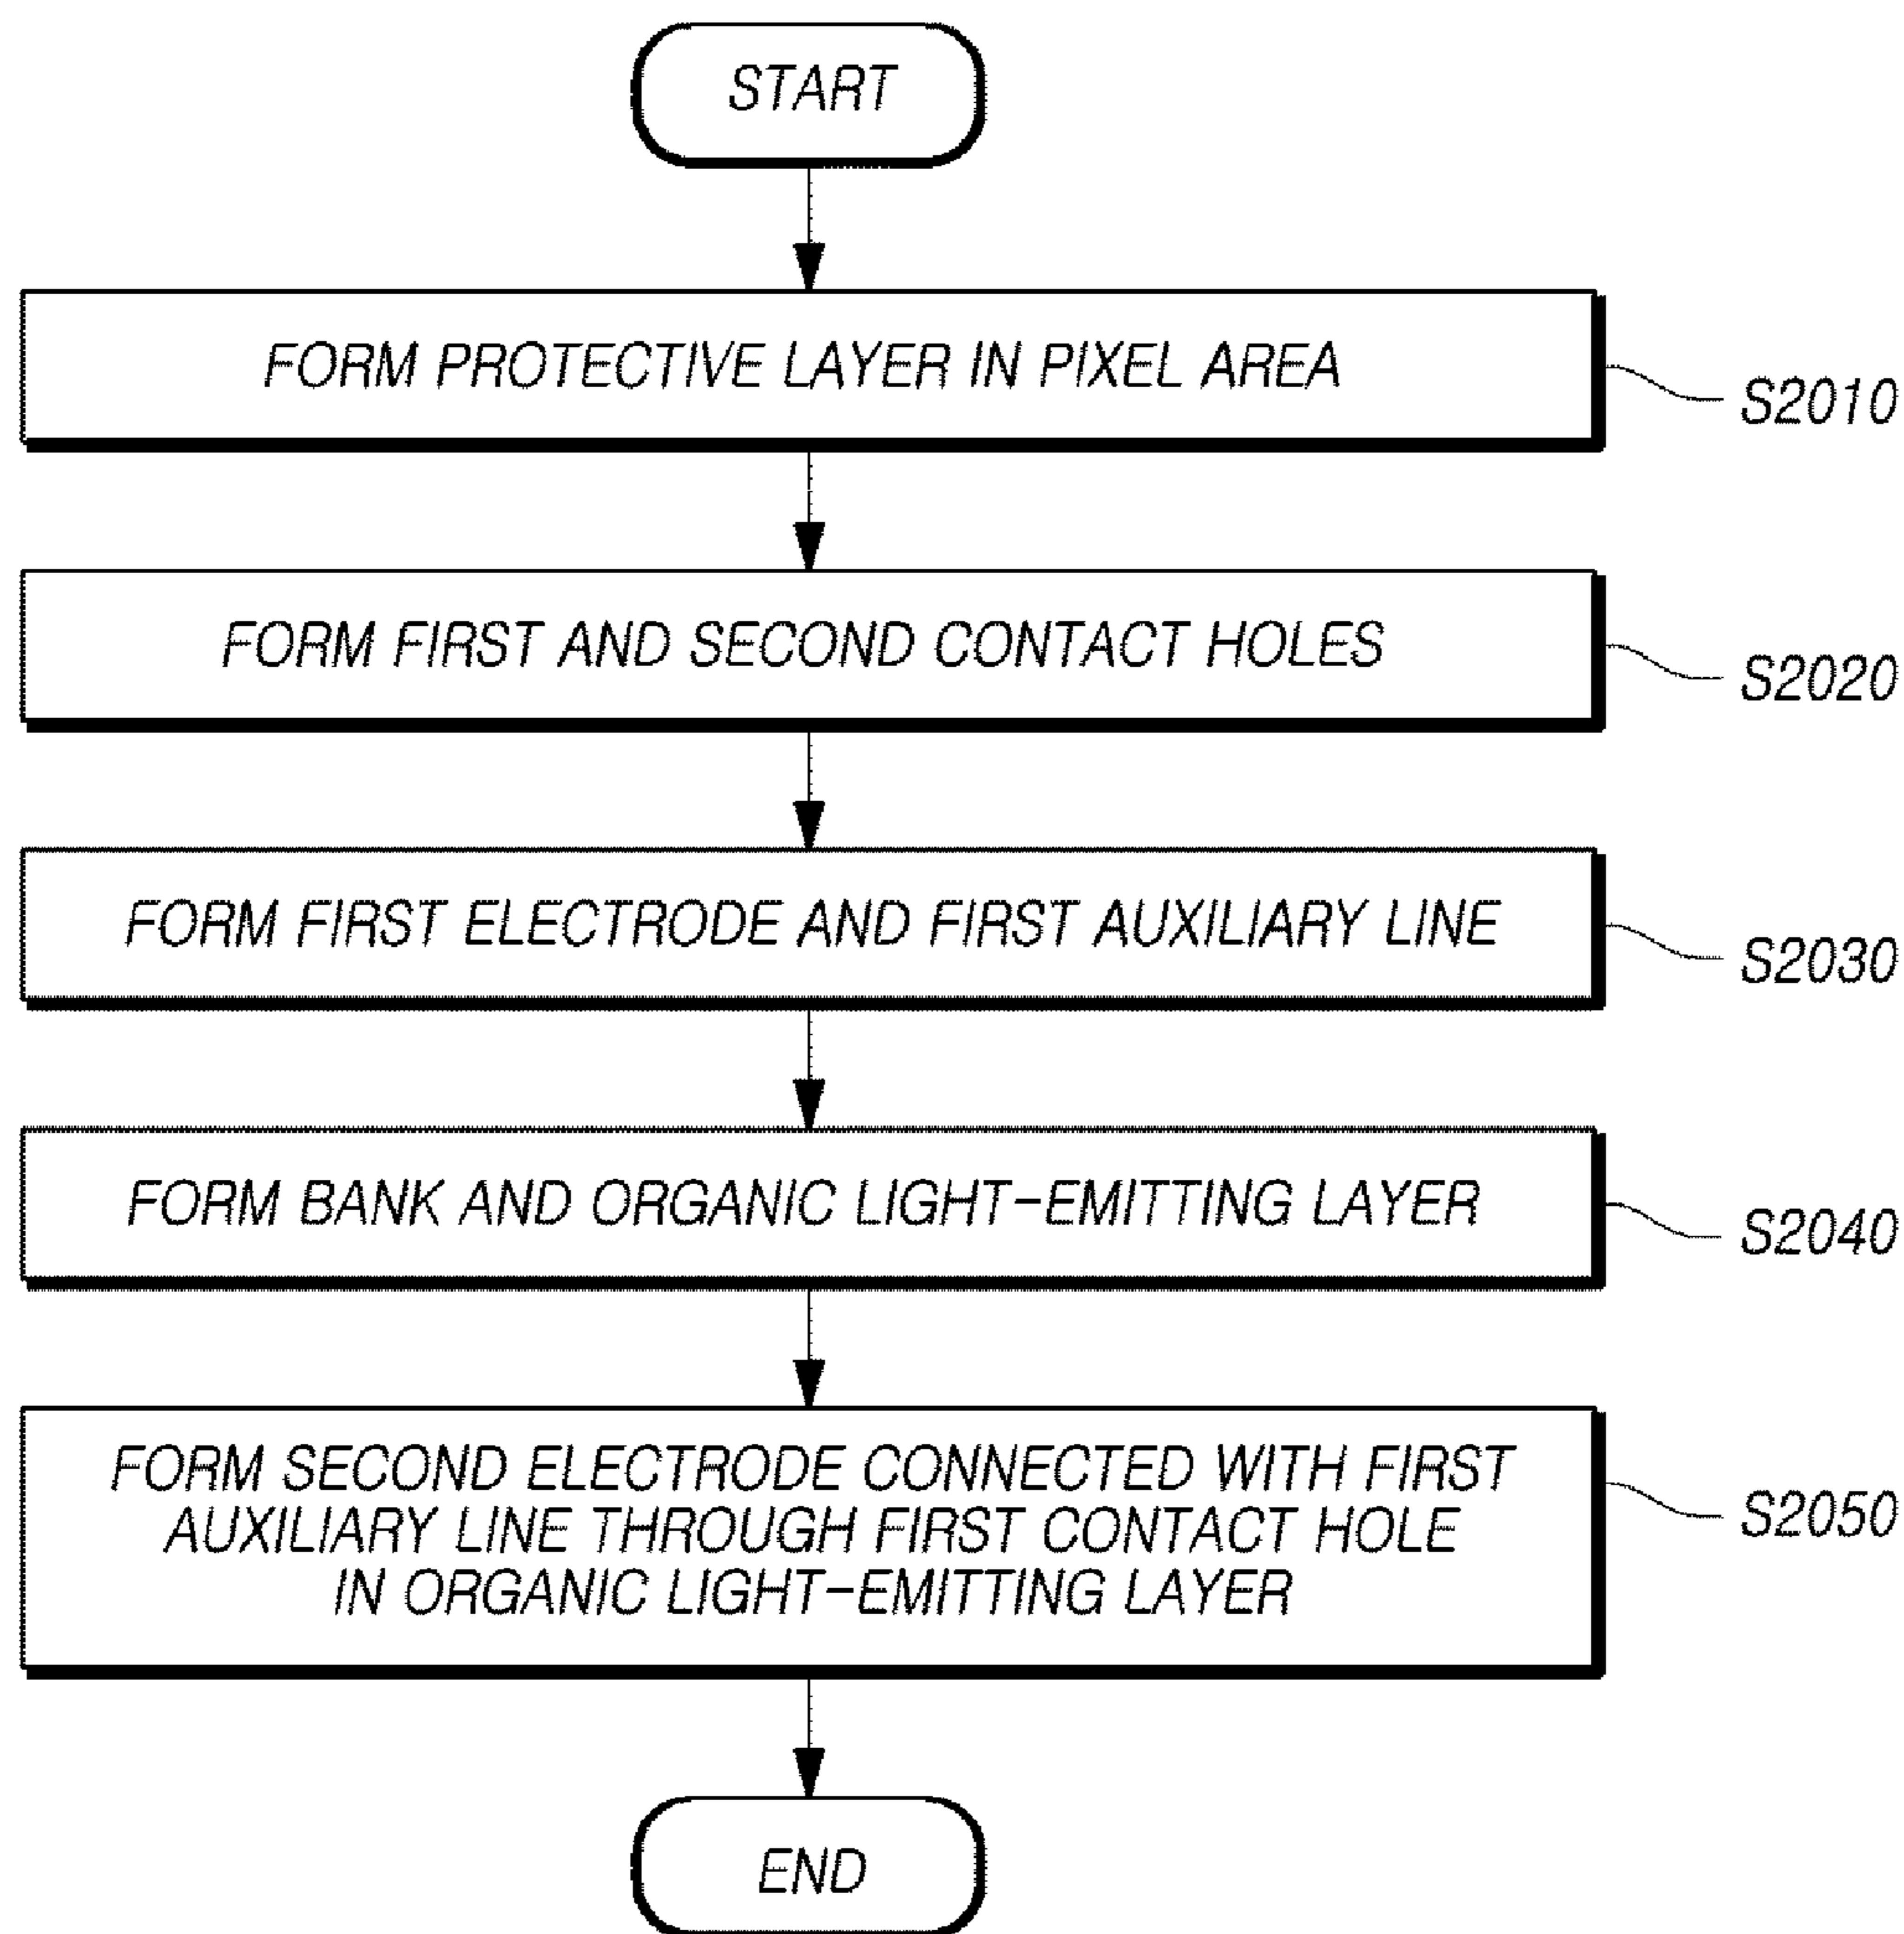 START
FORM PROTECTIVE LAYER IN PIXEL AREA
S2010
FORM FIRST AND SECOND CONTACT HOLES
S2020
FORM FIRST ELECTRODE AND FIRST AUXILIARY LINE
S2030
FORM BANK AND ORGANIC LIGHT-EMITTING LAYER
S2040
FORM SECOND ELECTRODE CONNECTED WITH FIRST
AUXILIARY LINE THROUGH FIRST CONTACT HOLE
IN ORGANIC LIGHT-EMITTING LAYER
S2050
END